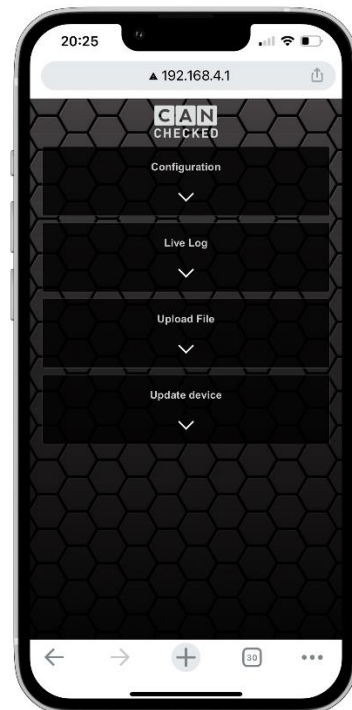 20:25
▲ 192.168.4.1
CAN
CHECKED
Configuration
Live Log
Upload File
Update device
30